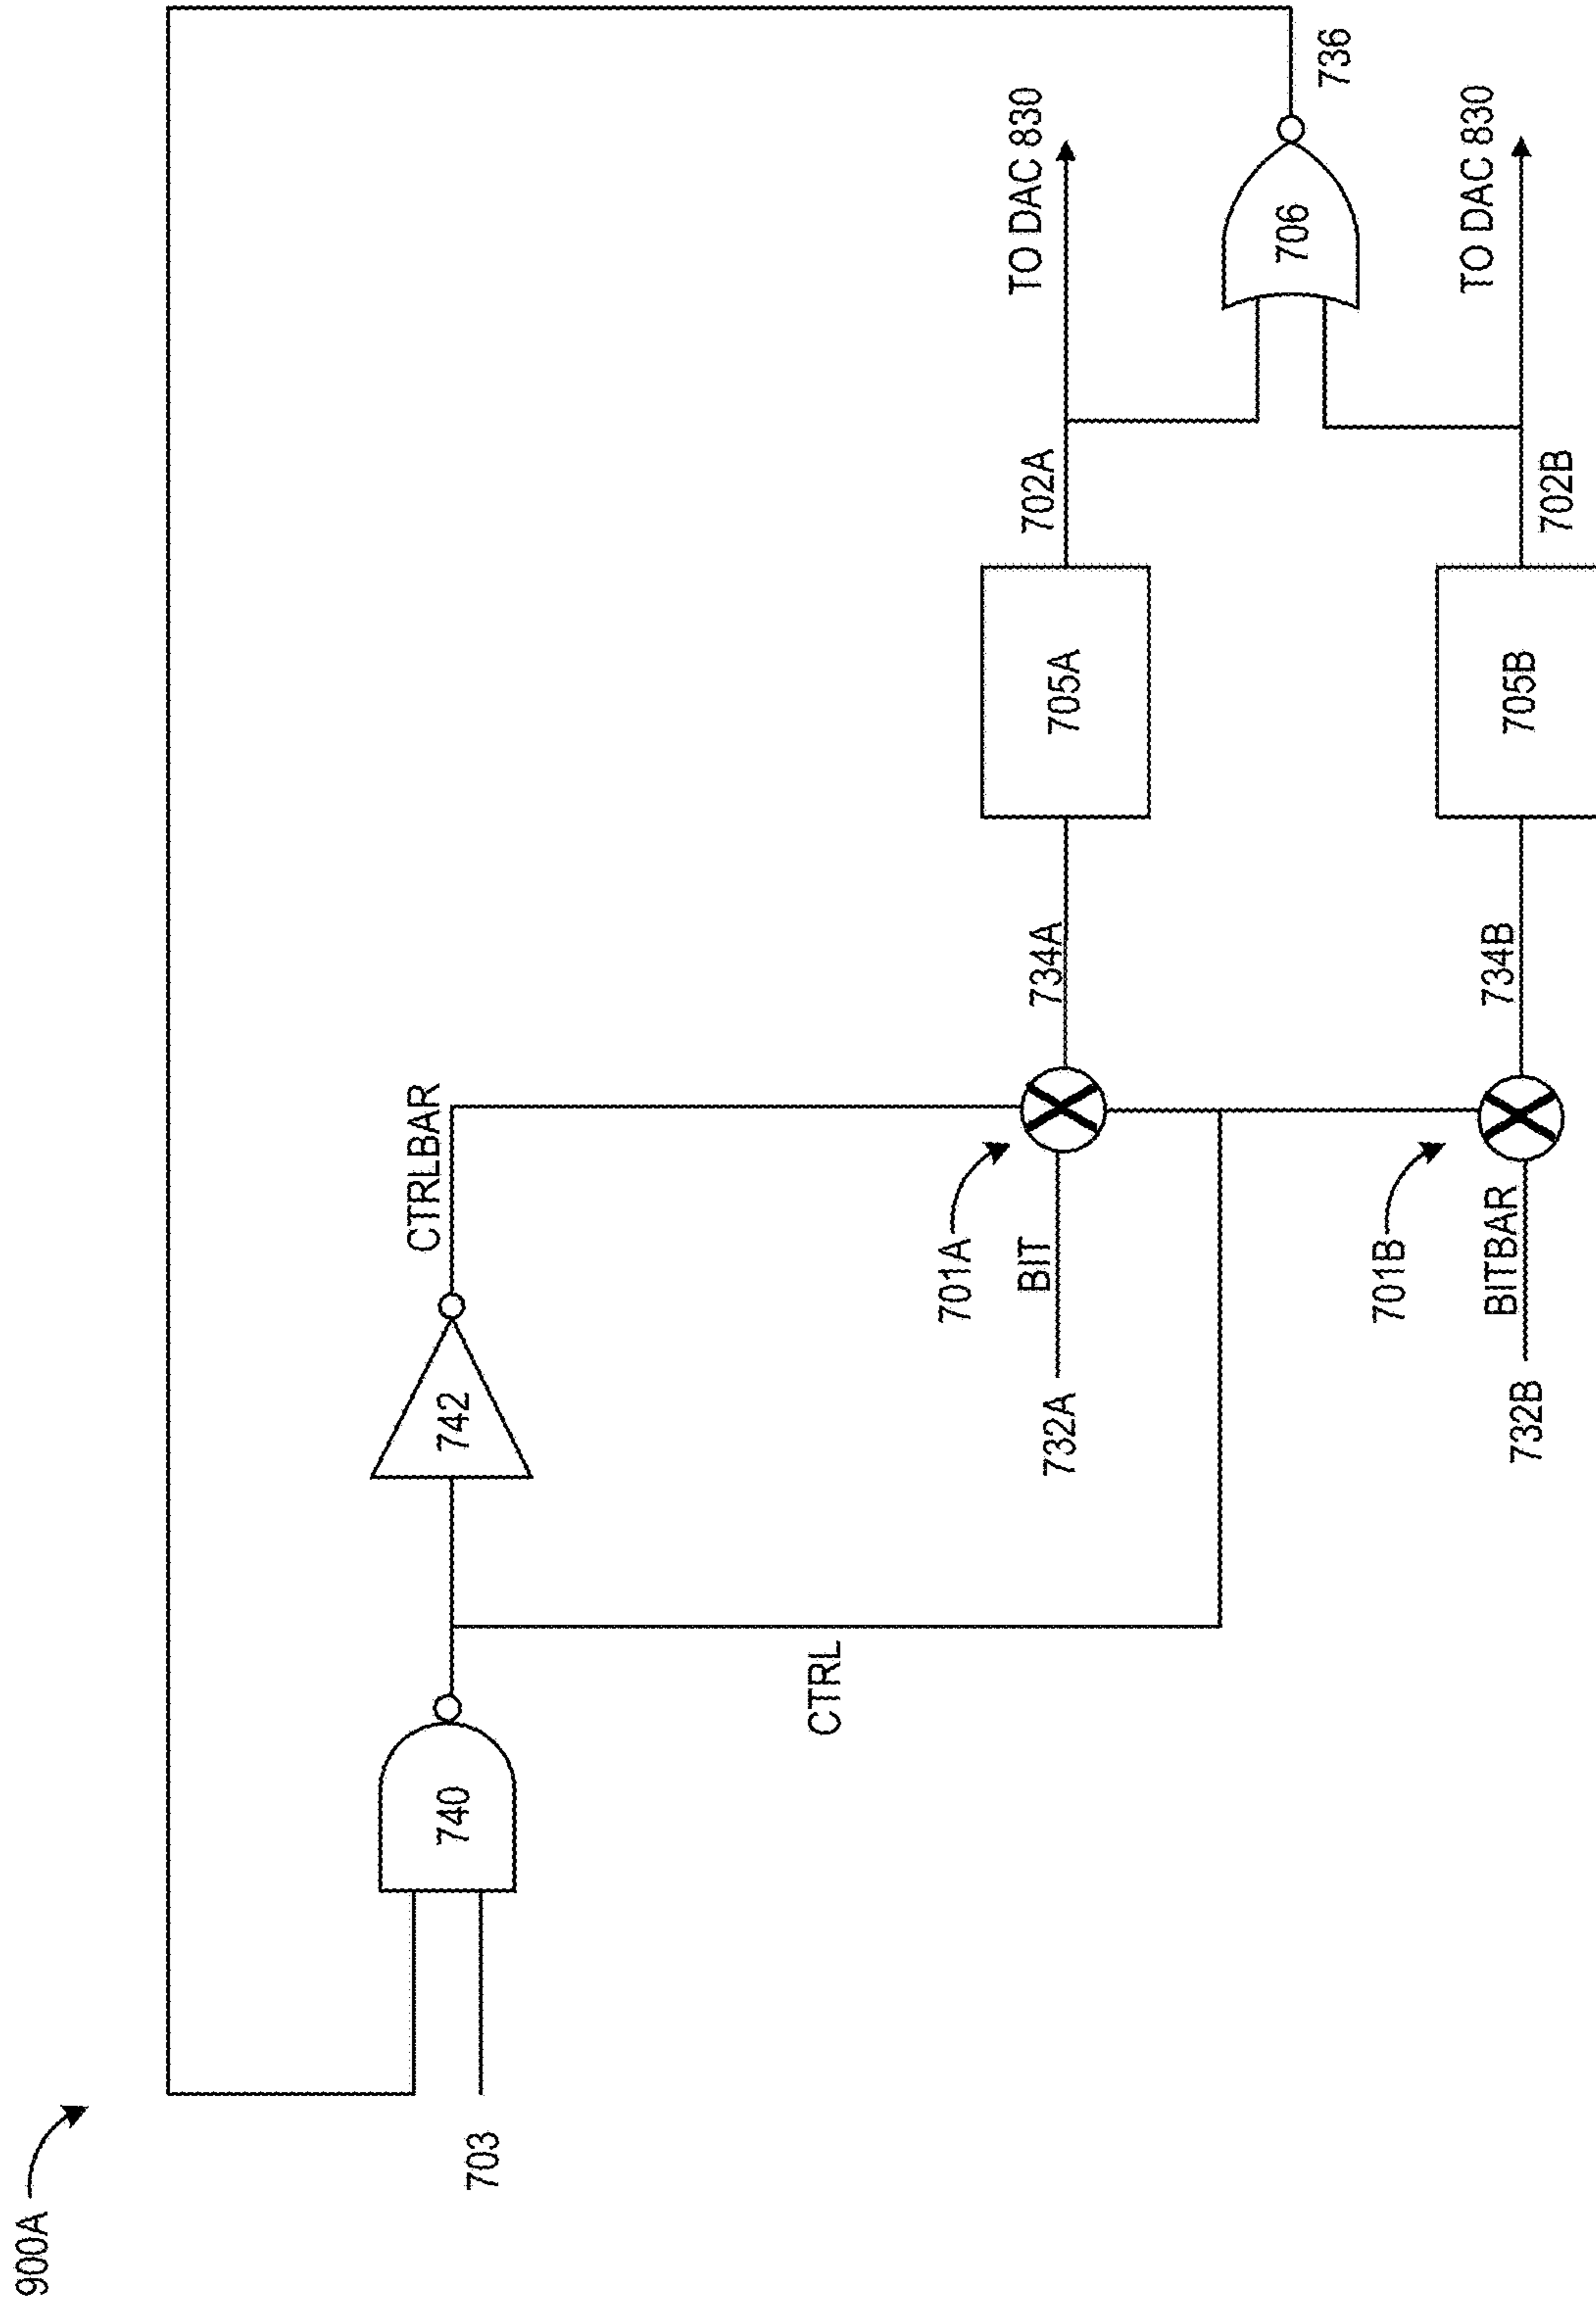 900A
703
740
742
CTRLBAR
CTRL
736
TO DAC 830
706
702A
705A
734A
701A
BIT
732A
TO DAC 830
702B
705B
734B
701B
BITBAR
732B